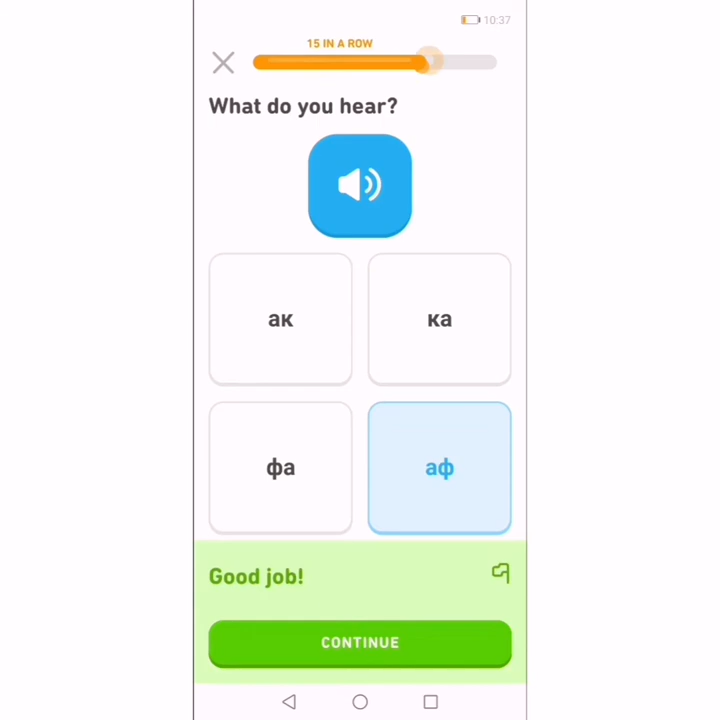 10:37
15 IN A ROW
What do you hear?
ак
ка
фа
аф
Good job!
CONTINUE